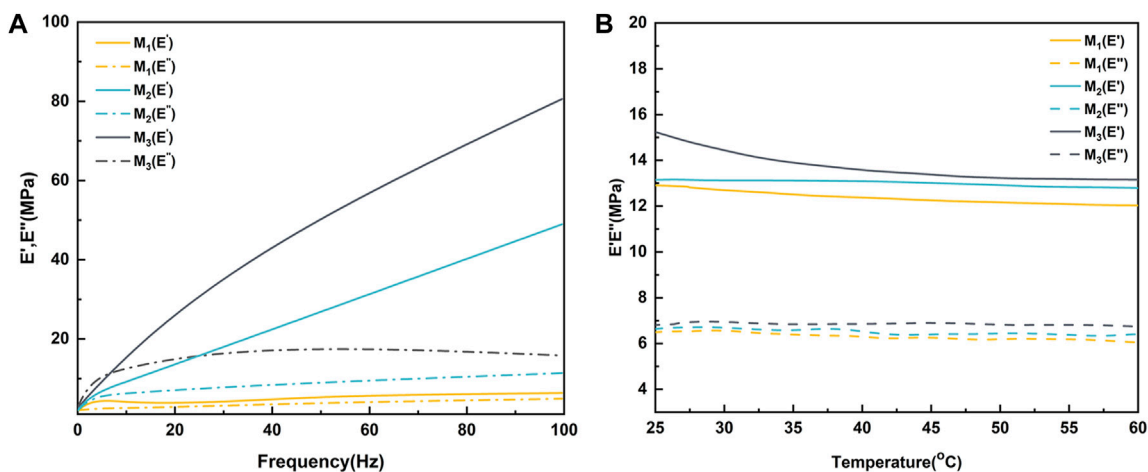 A
E',E''(MPa)
100
80
60
40
20
M₁(E')
M₁(E'')
M₂(E')
M₂(E'')
M₃(E')
M₃(E'')
0 20 40 60 80 100
Frequency(Hz)
B
E'E''(MPa)
20
18
16
14
12
10
8
6
4
M₁(E')
M₁(E'')
M₂(E')
M₂(E'')
M₃(E')
M₃(E'')
25 30 35 40 45 50 55 60
Temperature(°C)